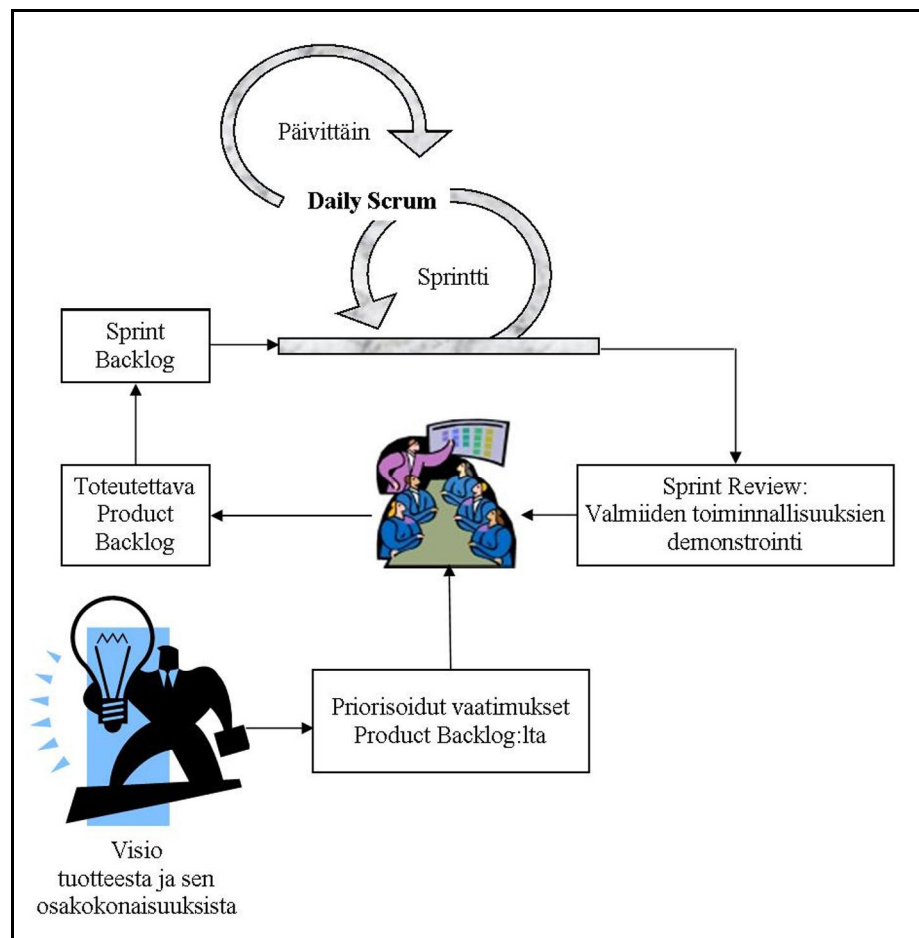 Päivittäin
Daily Scrum
Sprintti
Sprint
Backlog
Toteutettava
Product
Backlog
Sprint Review:
Valmiiden toiminnallisuuksien
demonstrointi
Priorisoidut vaatimukset
Product Backlog:lta
Visio
tuotteesta ja sen
osakokonaisuuksista